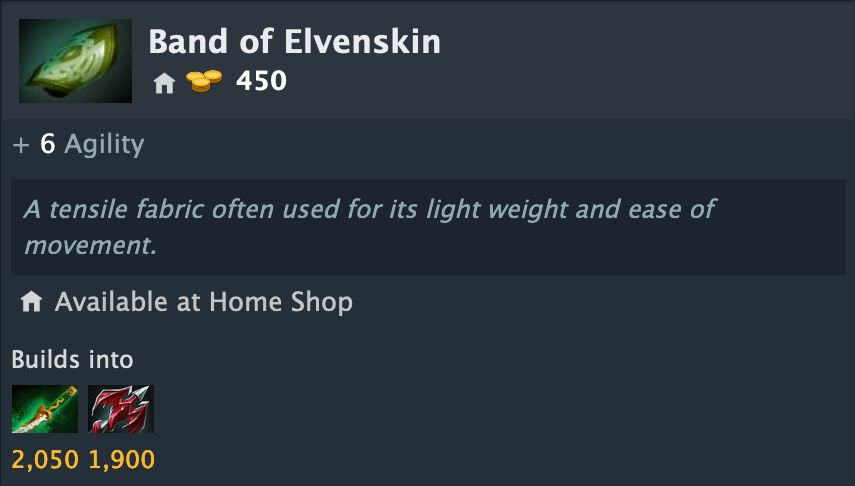 Band of Elvenskin
450
+ 6 Agility
A tensile fabric often used for its light weight and ease of
movement.
Available at Home Shop
Builds into
2,050 1,900